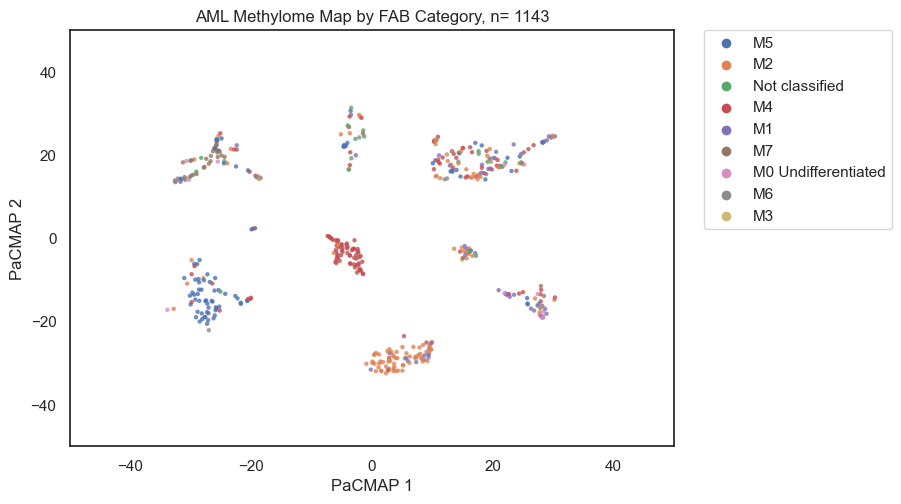 AML Methylome Map by FAB Category, n= 1143
M5
M2
Not classified
M4
M1
M7
M0 Undifferentiated
M6
M3
40
20
0
−20
−40
PaCMAP 2
−40
−20
0
20
40
PaCMAP 1